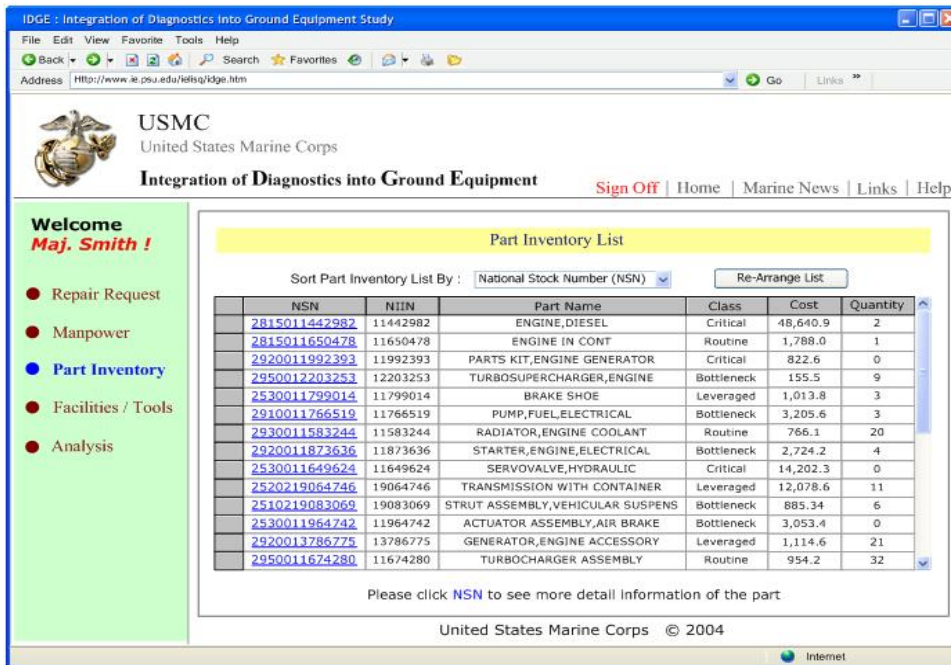 IDGE : Integration of Diagnostics into Ground Equipment Study
File Edit View Favorite Tools Help
Back Search Favorites
Address Http://www.ie.psu.edu/ielisq/idge.htm Go Links »
USMC
United States Marine Corps
Integration of Diagnostics into Ground Equipment
Sign Off | Home | Marine News | Links | Help
Welcome
Maj. Smith !
Repair Request
Manpower
Part Inventory
Facilities / Tools
Analysis
Part Inventory List
Sort Part Inventory List By : National Stock Number (NSN) Re-Arrange List
NSN NIIN Part Name Class Cost Quantity
2815011442982 11442982 ENGINE,DIESEL Critical 48,640.9 2
2815011650478 11650478 ENGINE IN CONT Routine 1,788.0 1
2920011992393 11992393 PARTS KIT,ENGINE GENERATOR Critical 822.6 0
2950012203253 12203253 TURBOSUPERCHARGER,ENGINE Bottleneck 155.5 9
2530011799014 11799014 BRAKE SHOE Leveraged 1,013.8 3
2910011766519 11766519 PUMP,FUEL,ELECTRICAL Bottleneck 3,205.6 3
2930011583244 11583244 RADIATOR,ENGINE COOLANT Routine 766.1 20
2920011873636 11873636 STARTER,ENGINE,ELECTRICAL Bottleneck 2,724.2 4
2530011649624 11649624 SERVOVALVE,HYDRAULIC Critical 14,202.3 0
2520219064746 19064746 TRANSMISSION WITH CONTAINER Leveraged 12,078.6 11
2510219083069 19083069 STRUT ASSEMBLY,VEHICULAR SUSPENS Bottleneck 885.34 6
2530011964742 11964742 ACTUATOR ASSEMBLY,AIR BRAKE Bottleneck 3,053.4 0
2920013786775 13786775 GENERATOR,ENGINE ACCESSORY Leveraged 1,114.6 21
2950011674280 11674280 TURBOCHARGER ASSEMBLY Routine 954.2 32
Please click NSN to see more detail information of the part
United States Marine Corps © 2004
Internet